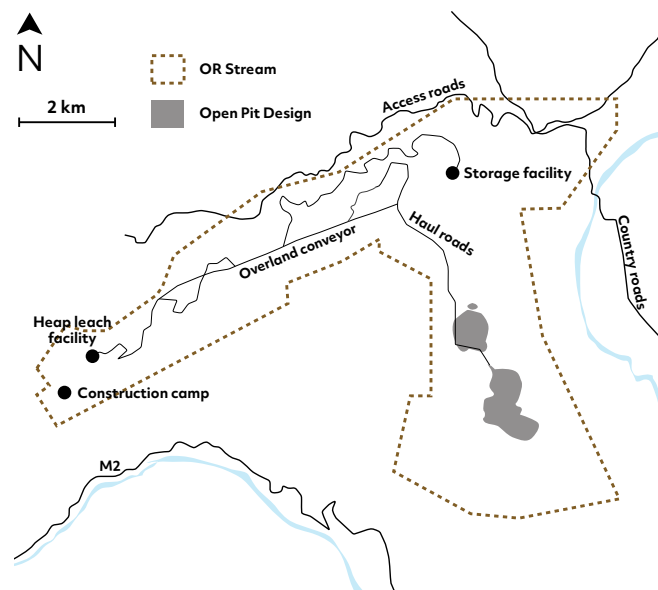 N
OR Stream
2 km
Open Pit Design
Access roads
Storage facility
Haul roads
Overland conveyor
Country roads
Heap leach
facility
Construction camp
M2